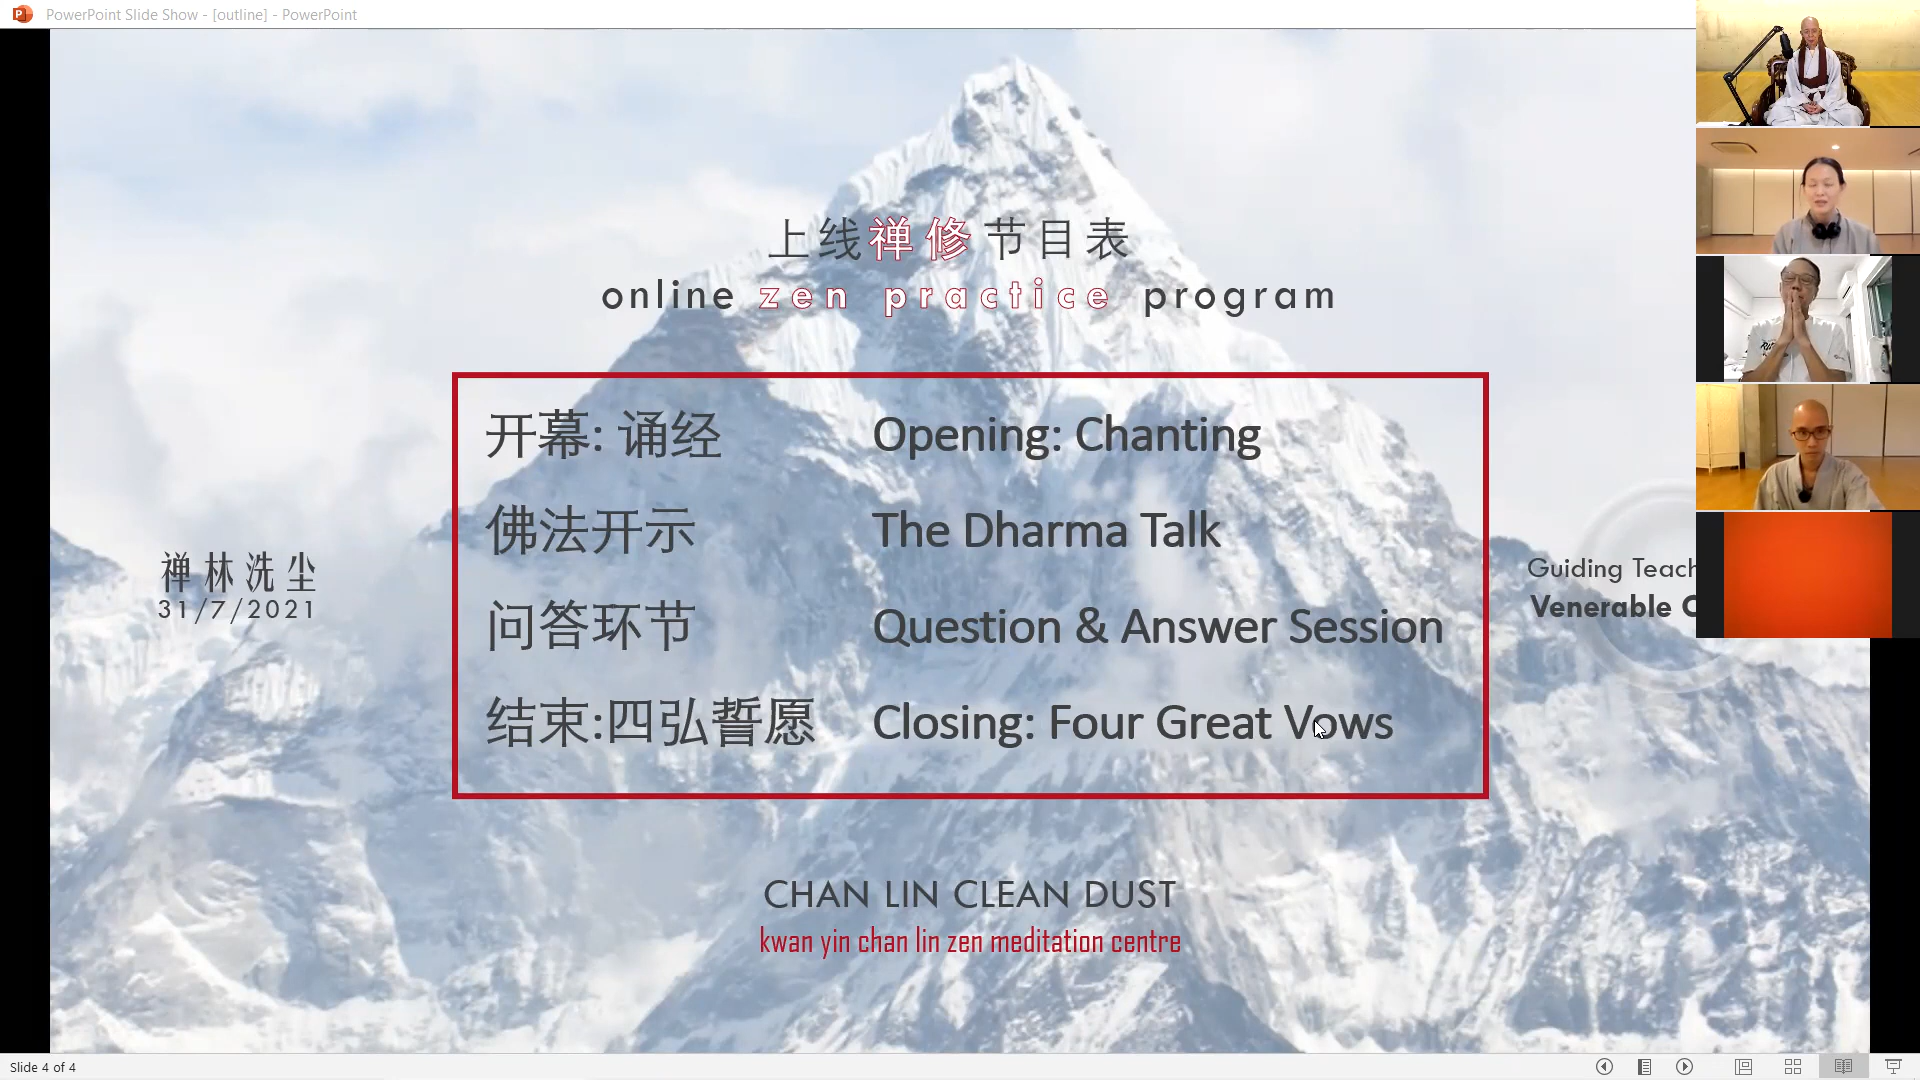 PowerPoint Slide Show - [outline] - PowerPoint
上线禅修节目表
online zen practice program
开幕: 诵经 Opening: Chanting
佛法开示 The Dharma Talk
问答环节 Question & Answer Session
结束:四弘誓愿 Closing: Four Great Vows
禅林洗尘
31/7/2021
Guiding Teach
Venerable
CHAN LIN CLEAN DUST
kwan yin chan lin zen meditation centre
Slide 4 of 4